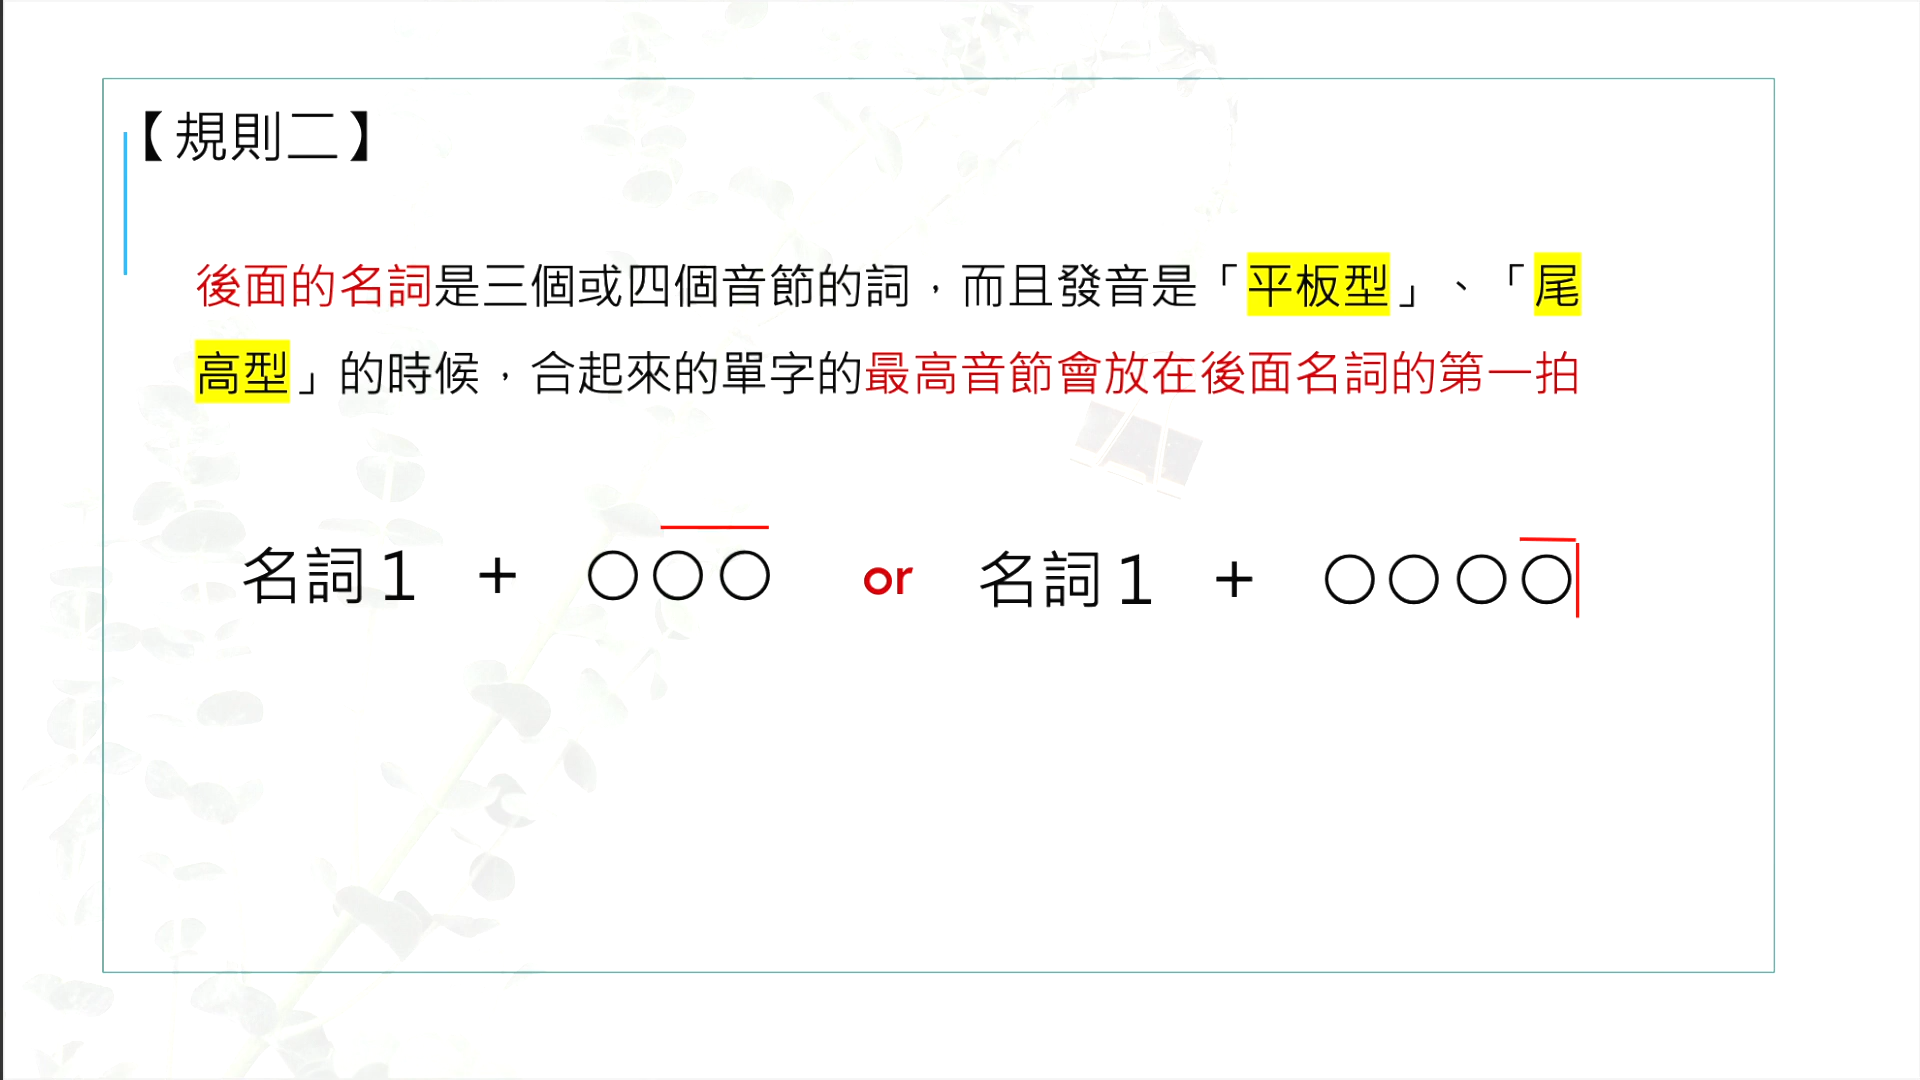 【規則二】
後面的名詞是三個或四個音節的詞，而且發音是「平板型」、「尾
高型」的時候，合起來的單字的最高音節會放在後面名詞的第一拍
名詞１ + ○○○ or 名詞１ + ○○○○